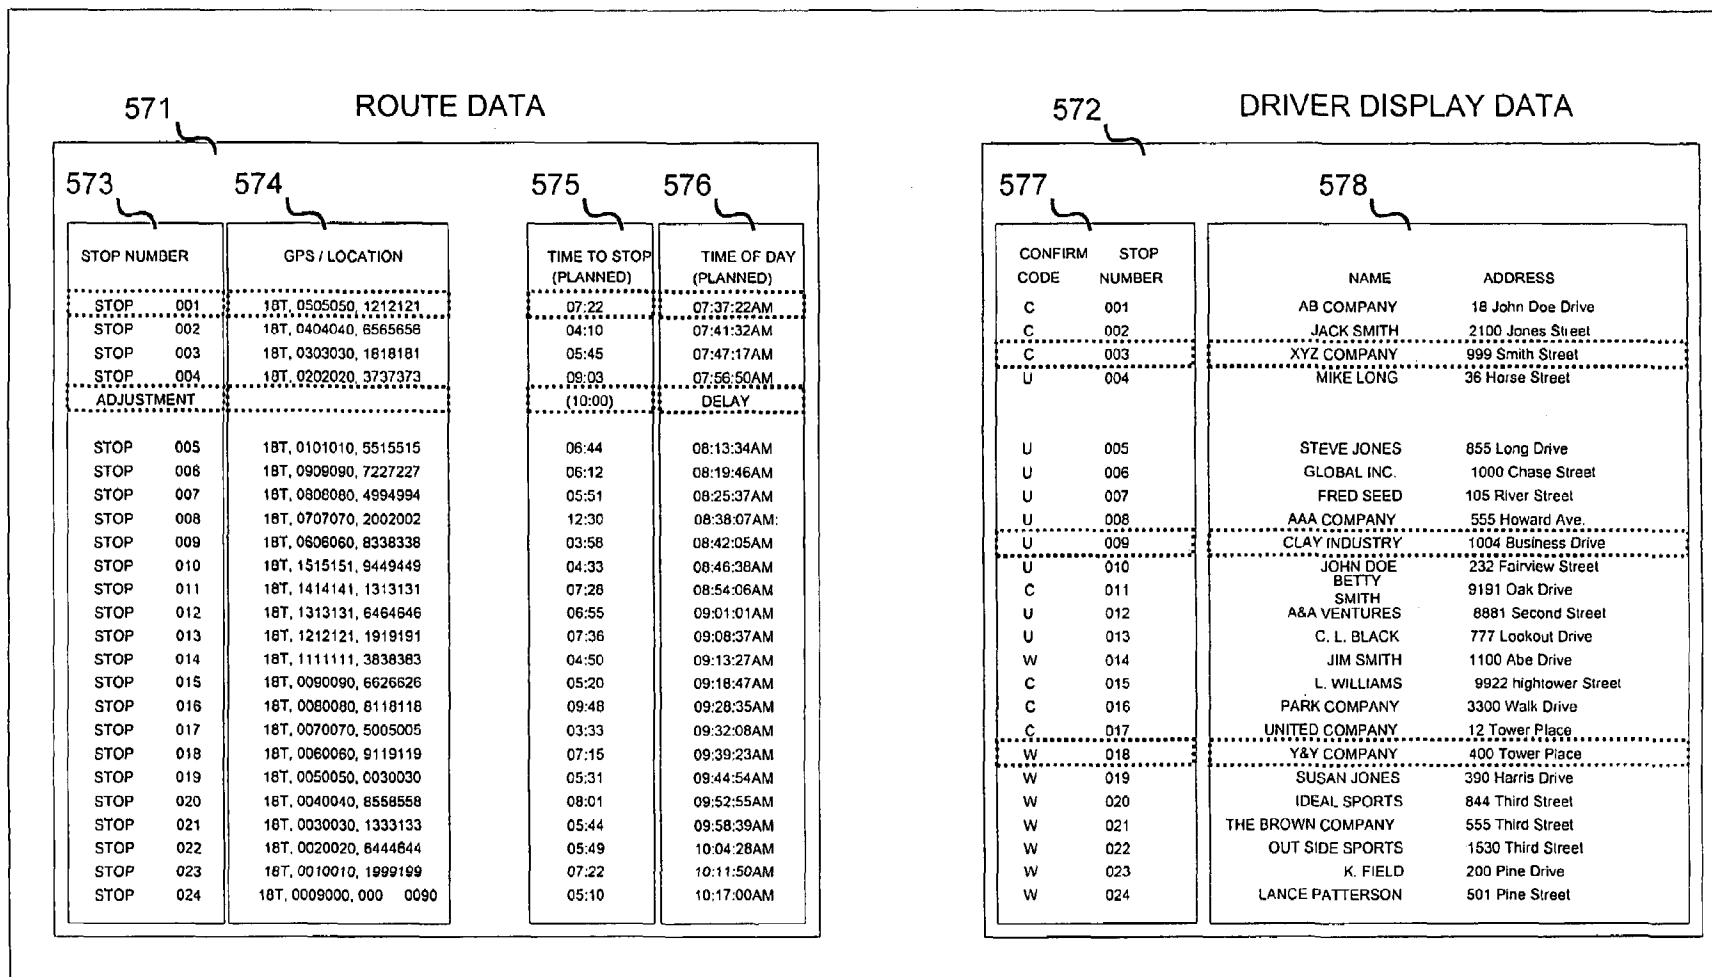 571 ROUTE DATA
573 574 575 576
STOP NUMBER GPS / LOCATION TIME TO STOP TIME OF DAY
(PLANNED) (PLANNED)
STOP 001 18T, 0505050, 1212121 07:22 07:37:22AM
STOP 002 18T, 0404040, 6565656 04:10 07:41:32AM
STOP 003 18T, 0303030, 1818181 05:45 07:47:17AM
STOP 004 18T, 0202020, 3737373 09:03 07:56:50AM
ADJUSTMENT (10:00) DELAY
STOP 005 18T, 0101010, 5515515 06:44 08:13:34AM
STOP 006 18T, 0909090, 7227227 06:12 08:19:46AM
STOP 007 18T, 0808080, 4994994 05:51 08:25:37AM
STOP 008 18T, 0707070, 2002002 12:30 08:38:07AM:
STOP 009 18T, 0606060, 8338338 03:58 08:42:05AM
STOP 010 18T, 1515151, 9449449 04:33 08:46:38AM
STOP 011 18T, 1414141, 1313131 07:28 08:54:06AM
STOP 012 18T, 1313131, 6464646 06:55 09:01:01AM
STOP 013 18T, 1212121, 1919191 07:36 09:08:37AM
STOP 014 18T, 1111111, 3838383 04:50 09:13:27AM
STOP 015 18T, 0090090, 6626626 05:20 09:18:47AM
STOP 016 18T, 0080080, 8118118 09:48 09:28:35AM
STOP 017 18T, 0070070, 5005005 03:33 09:32:08AM
STOP 018 18T, 0060060, 9119119 07:15 09:39:23AM
STOP 019 18T, 0050050, 0030030 05:31 09:44:54AM
STOP 020 18T, 0040040, 8558558 08:01 09:52:55AM
STOP 021 18T, 0030030, 1333133 05:44 09:58:39AM
STOP 022 18T, 0020020, 6444644 05:49 10:04:28AM
STOP 023 18T, 0010010, 1999199 07:22 10:11:50AM
STOP 024 18T, 0009000, 000 0090 05:10 10:17:00AM
572 DRIVER DISPLAY DATA
577 578
CONFIRM STOP
CODE NUMBER NAME ADDRESS
C 001 AB COMPANY 18 John Doe Drive
C 002 JACK SMITH 2100 Jones Street
C 003 XYZ COMPANY 999 Smith Street
U 004 MIKE LONG 36 Horse Street
U 005 STEVE JONES 855 Long Drive
U 006 GLOBAL INC. 1000 Chase Street
U 007 FRED SEED 105 River Street
U 008 AAA COMPANY 555 Howard Ave.
U 009 CLAY INDUSTRY 1004 Business Drive
U 010 JOHN DOE 232 Fairview Street
C 011 BETTY SMITH 9191 Oak Drive
U 012 A&A VENTURES 8881 Second Street
U 013 C. L. BLACK 777 Lookout Drive
W 014 JIM SMITH 1100 Abe Drive
C 015 L. WILLIAMS 9922 hightower Street
C 016 PARK COMPANY 3300 Walk Drive
C 017 UNITED COMPANY 12 Tower Place
W 018 Y&Y COMPANY 400 Tower Place
W 019 SUSAN JONES 390 Harris Drive
W 020 IDEAL SPORTS 844 Third Street
W 021 THE BROWN COMPANY 555 Third Street
W 022 OUT SIDE SPORTS 1530 Third Street
W 023 K. FIELD 200 Pine Drive
W 024 LANCE PATTERSON 501 Pine Street